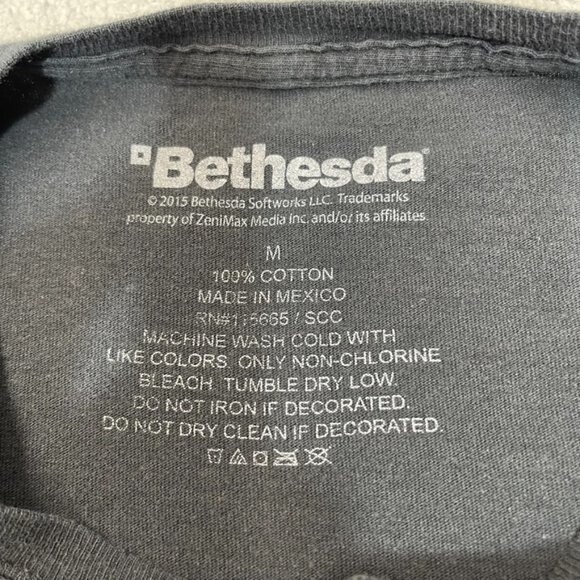 Bethesda
© 2015 Bethesda Softworks LLC. Trademarks
property of ZeniMax Media Inc. and/or its affiliates.
M
100% COTTON
MADE IN MEXICO
RN#115665 / SCC
MACHINE WASH COLD WITH
LIKE COLORS. ONLY NON-CHLORINE
BLEACH. TUMBLE DRY LOW.
DO NOT IRON IF DECORATED.
DO NOT DRY CLEAN IF DECORATED.